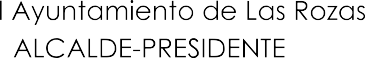 Ayuntamiento de Las Rozas
ALCALDE-PRESIDENTE